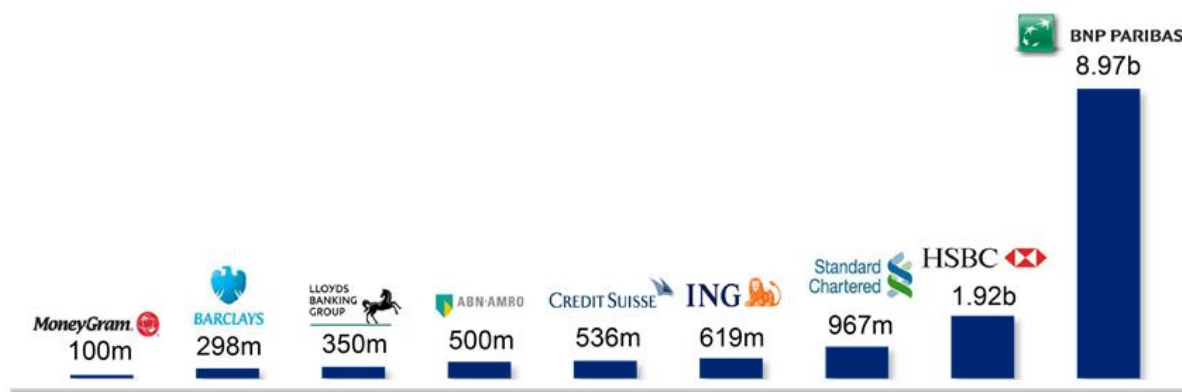 BNP PARIBAS
8.97b
HSBC
1.92b
Standard
Chartered
967m
ING
619m
CREDIT SUISSE
536m
ABN·AMRO
500m
LLOYDS
BANKING
GROUP
350m
BARCLAYS
298m
MoneyGram.
100m